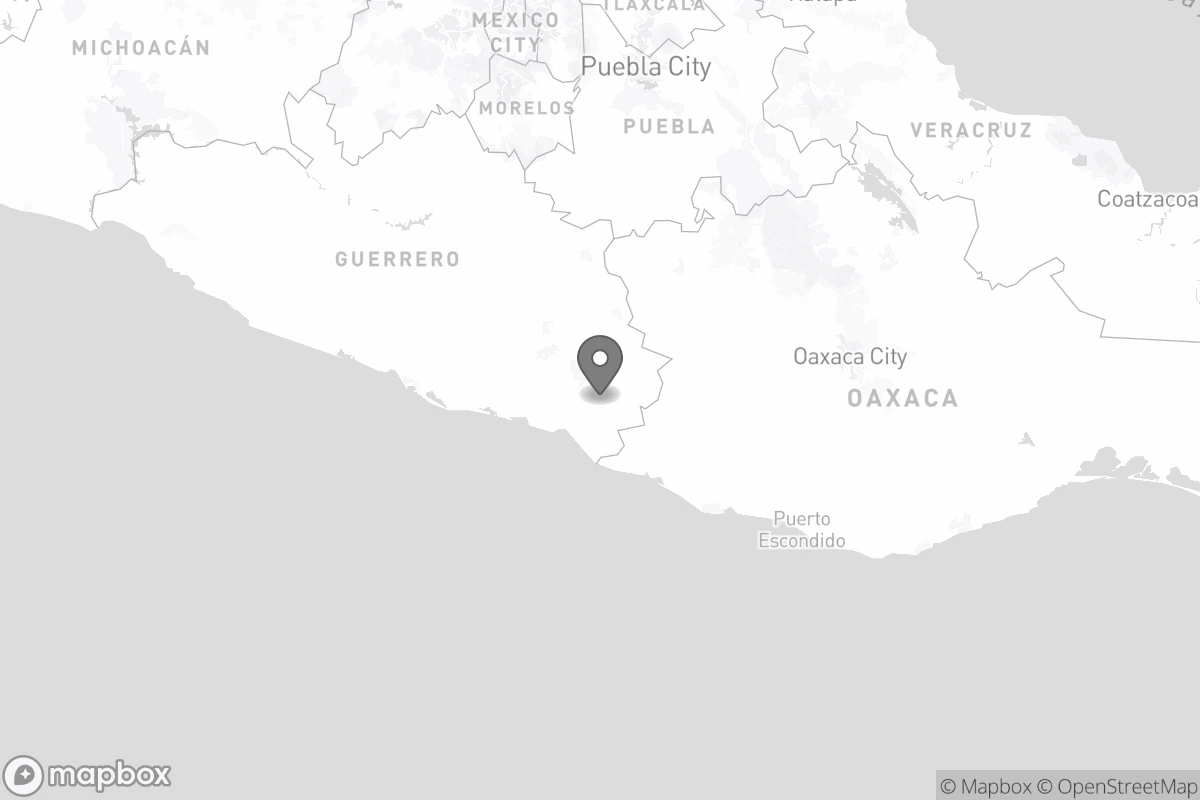 TLAXCALA
Xalapa
MEXICO
CITY
MICHOACÁN
Puebla City
MORELOS
PUEBLA
VERACRUZ
Coatzacoa
GUERRERO
Oaxaca City
OAXACA
Puerto
Escondido
mapbox
© Mapbox © OpenStreetMap